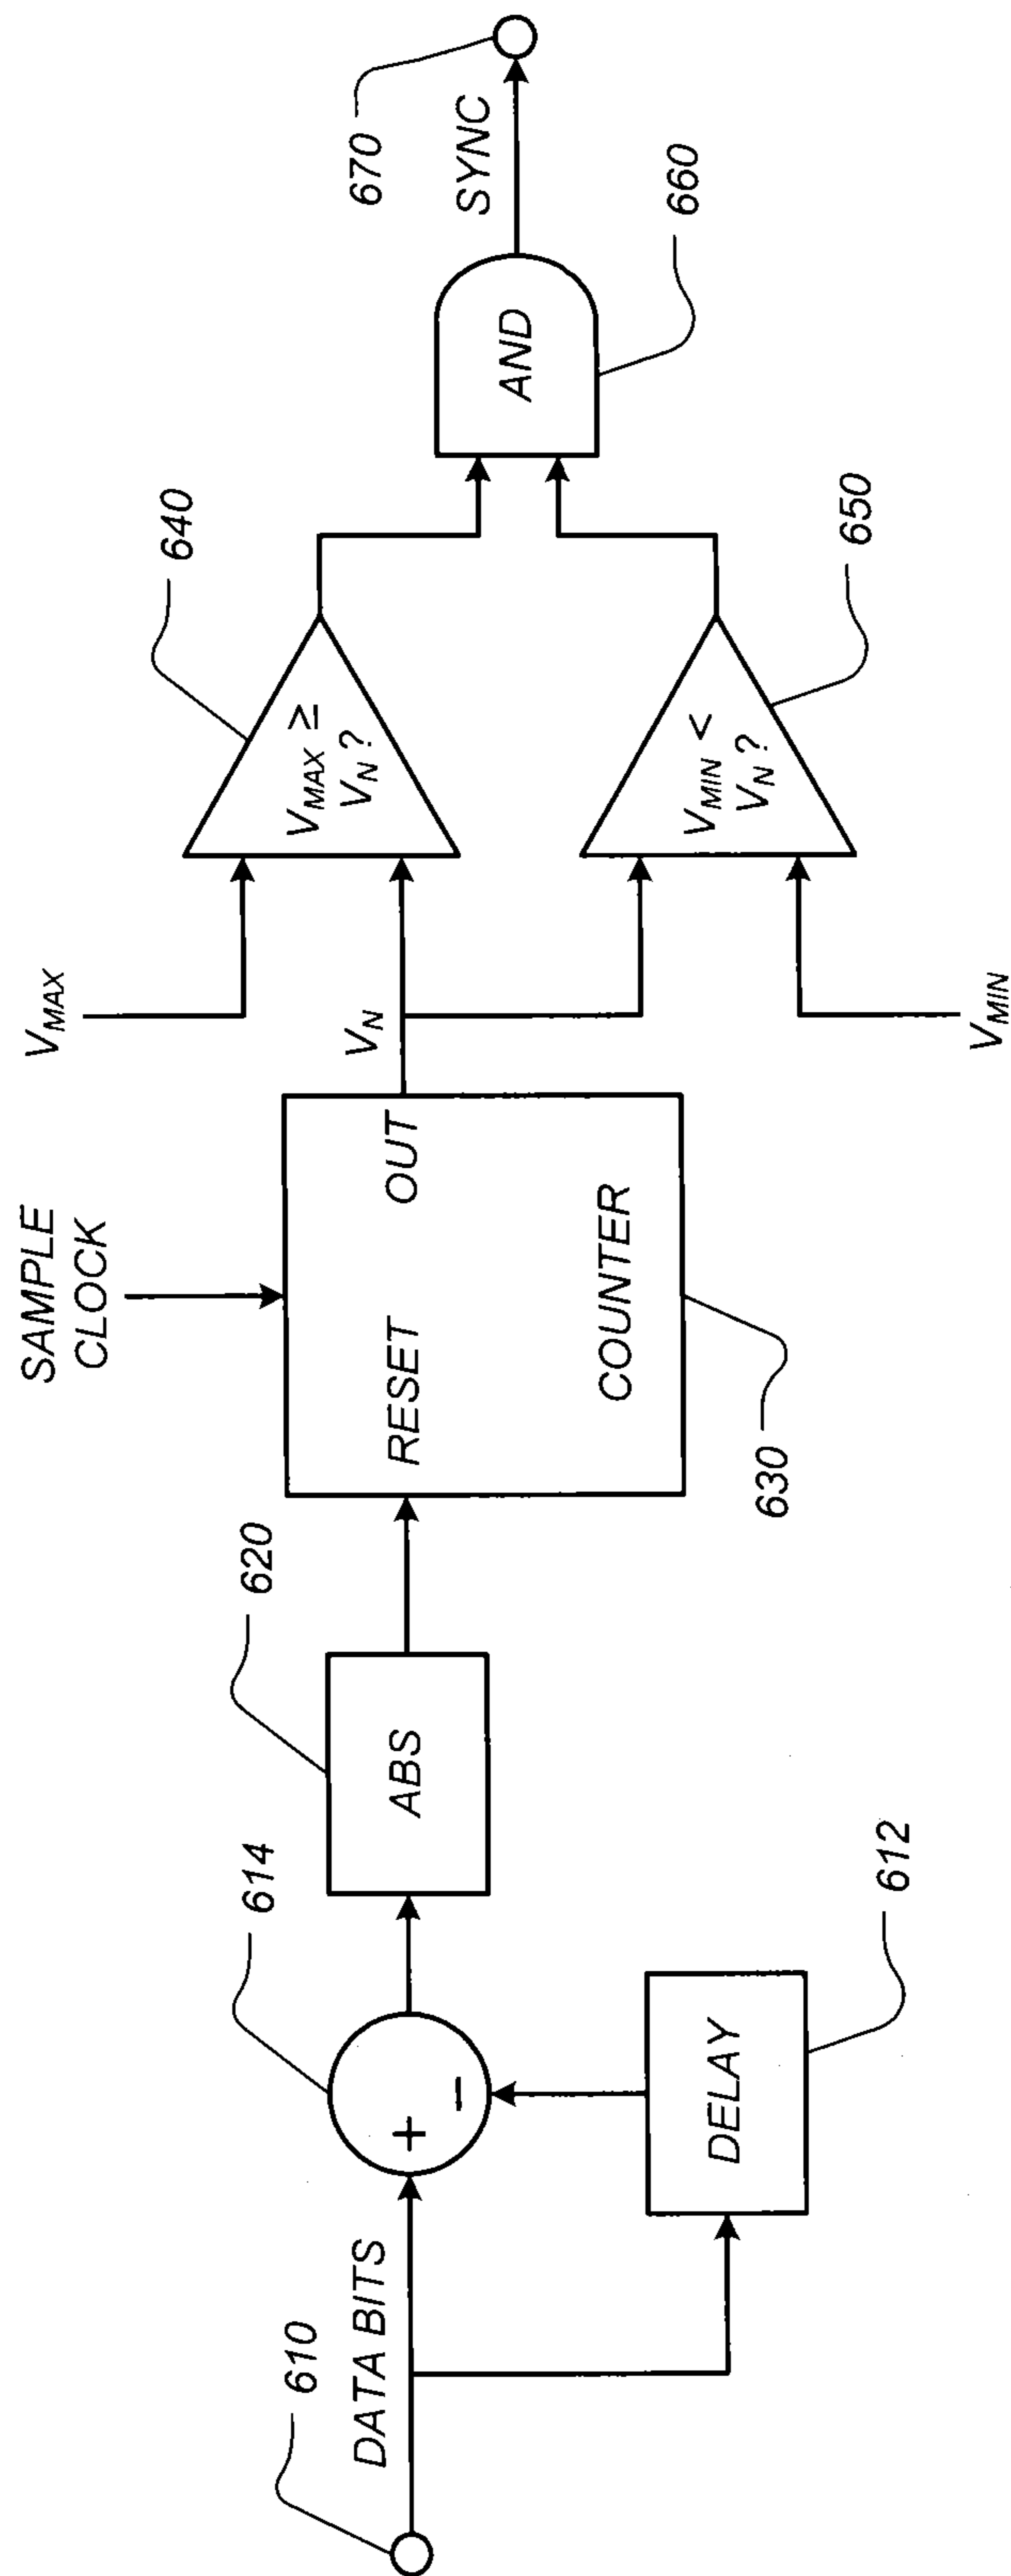 610
DATA BITS
+
−
614
DELAY
612
ABS
620
SAMPLE
CLOCK
RESET
OUT
COUNTER
630
V_MAX
V_N
V_MIN
V_MAX ≥
V_N ?
640
V_MIN <
V_N ?
650
AND
660
SYNC
670